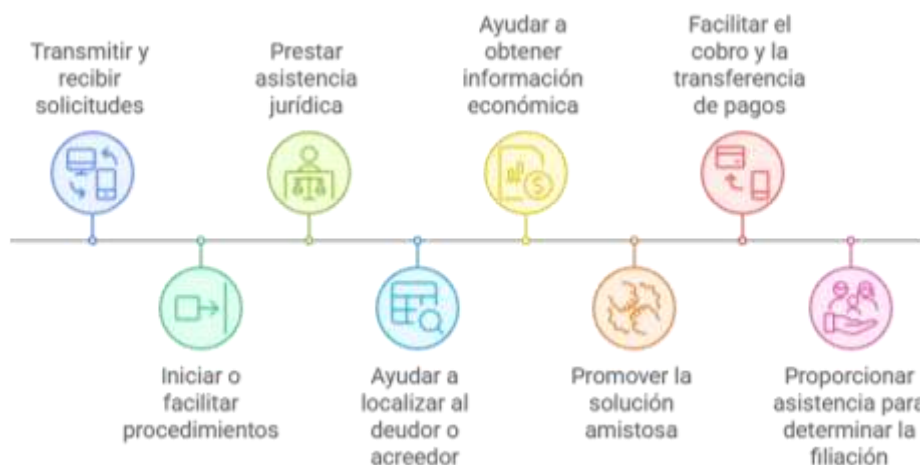 Transmitir y
recibir
solicitudes
Iniciar o
facilitar
procedimientos
Prestar
asistencia
jurídica
Ayudar a
localizar al
deudor o
acreedor
Ayudar a
obtener
información
económica
Promover la
solución
amistosa
Facilitar el
cobro y la
transferencia
de pagos
Proporcionar
asistencia para
determinar la
filiación